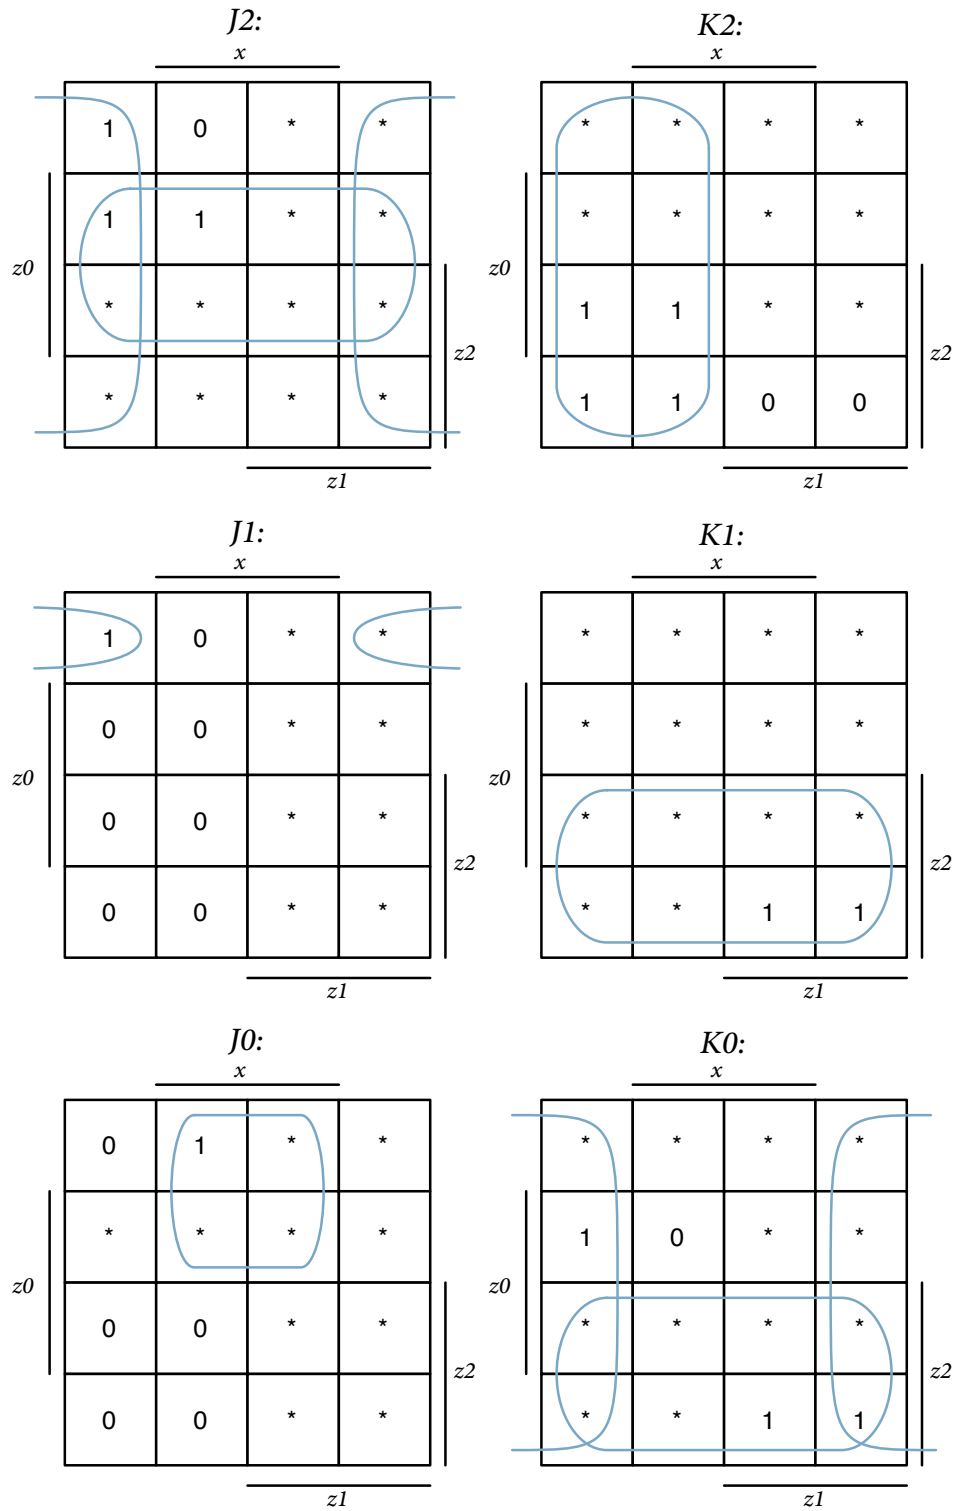 J2: K2:
x x
1 0 * * * * * *
1 1 * * * * * *
z0 z0
* * * * 1 1 * *
z2 z2
* * * * 1 1 0 0
z1 z1
J1: K1:
x x
1 0 * * * * * *
0 0 * * * * * *
z0 z0
0 0 * * * * * *
z2 z2
0 0 * * * * 1 1
z1 z1
J0: K0:
x x
0 1 * * * * * *
* * * * 1 0 * *
z0 z0
0 0 * * * * * *
z2 z2
0 0 * * * * 1 1
z1 z1